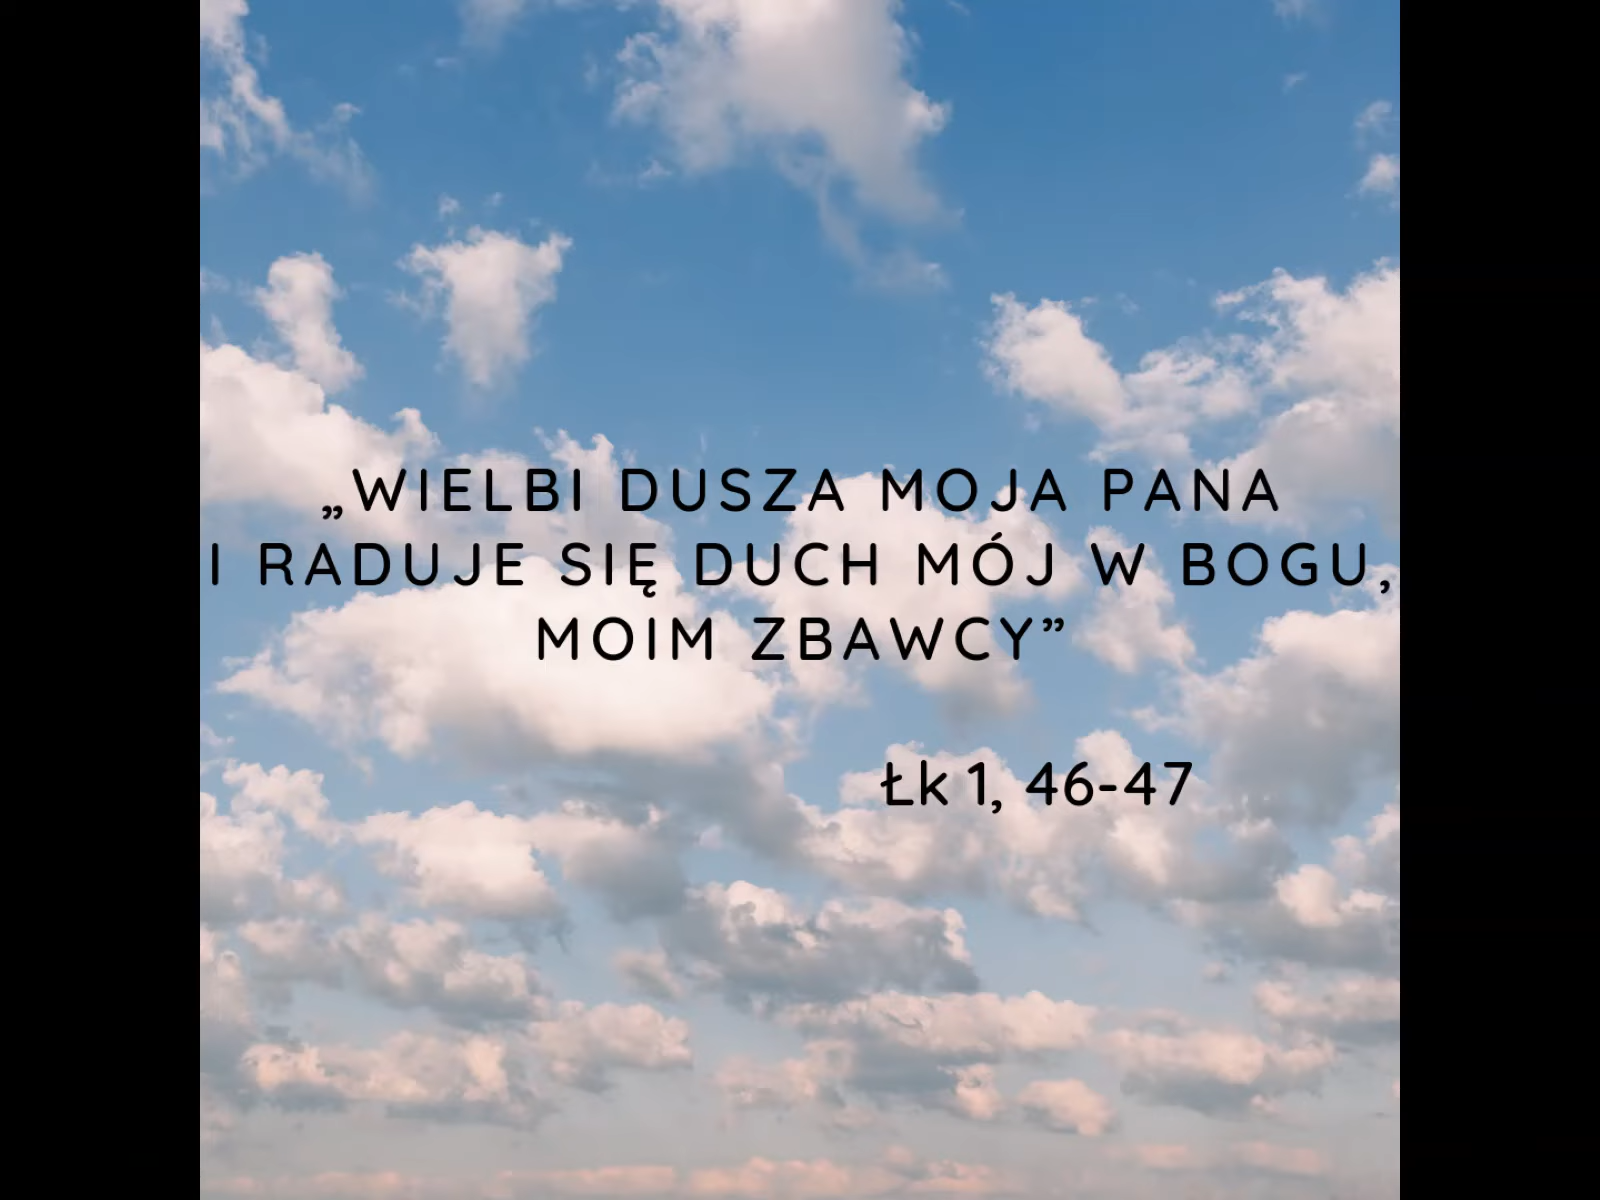 „WIELBI DUSZA MOJA PANA
I RADUJE SIĘ DUCH MÓJ W BOGU,
MOIM ZBAWCY”
Łk 1, 46-47